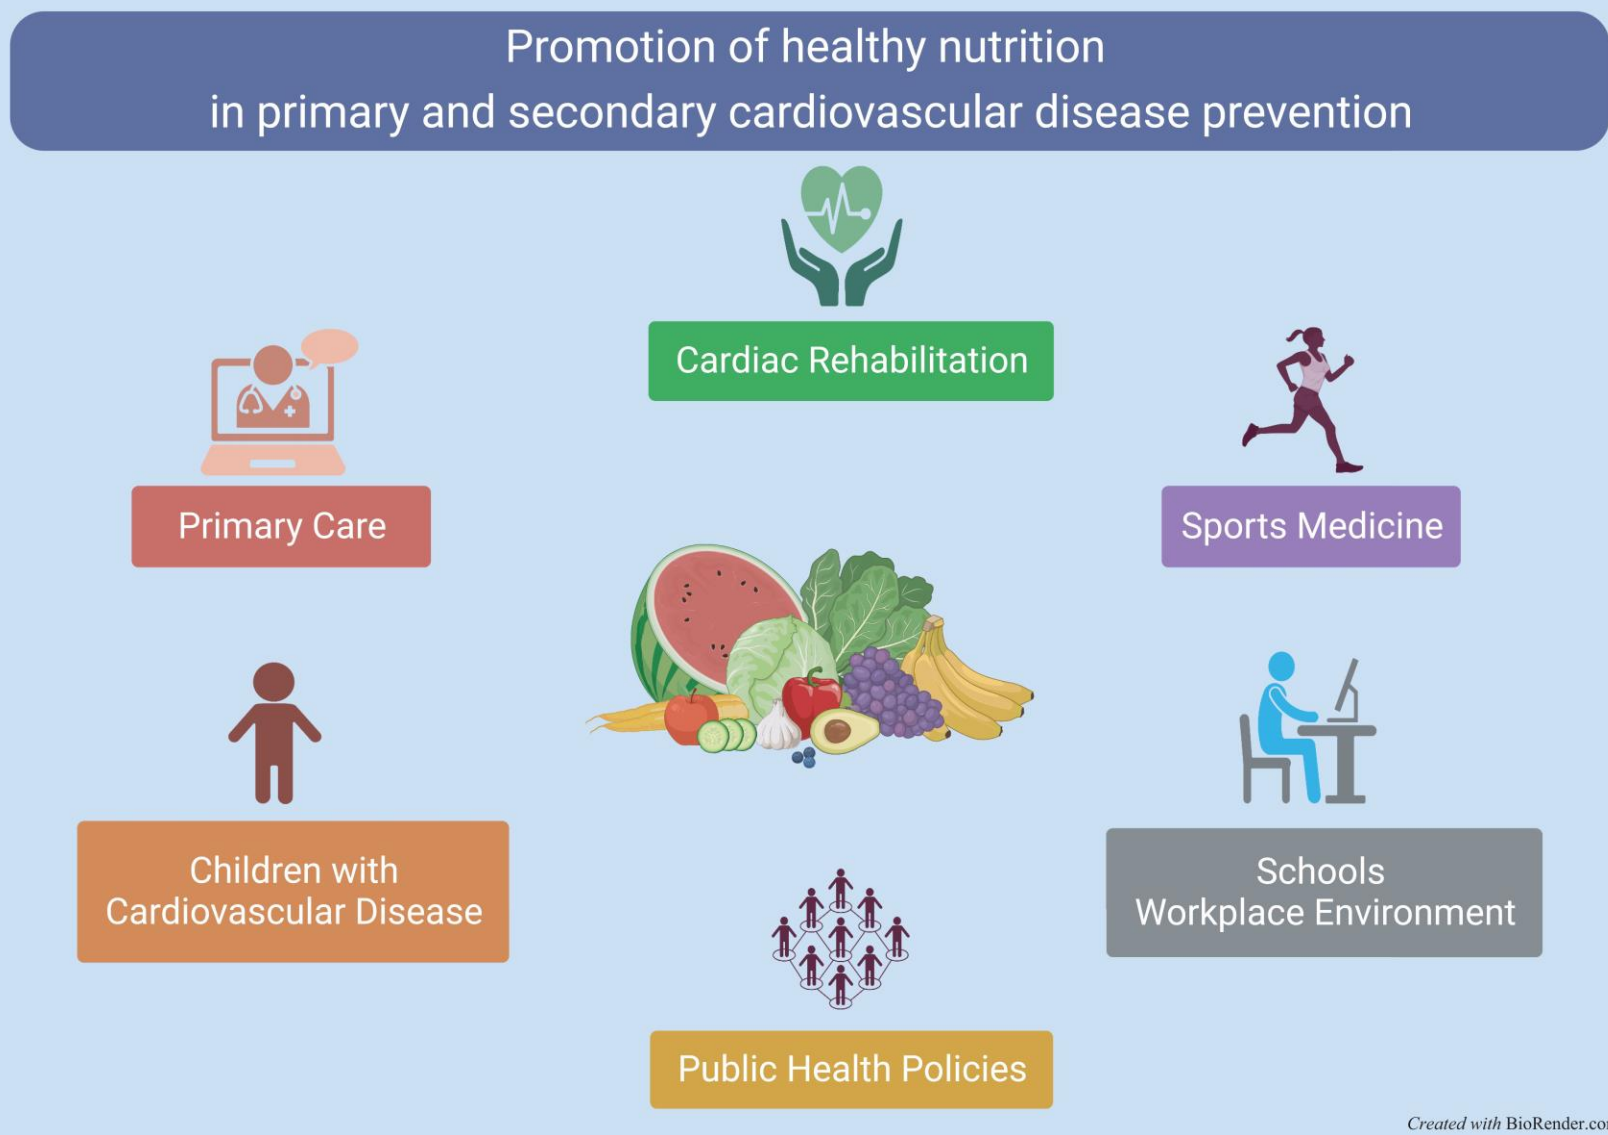 Promotion of healthy nutrition
in primary and secondary cardiovascular disease prevention
Cardiac Rehabilitation
Primary Care
Sports Medicine
Children with
Cardiovascular Disease
Schools
Workplace Environment
Public Health Policies
Created with BioRender.com